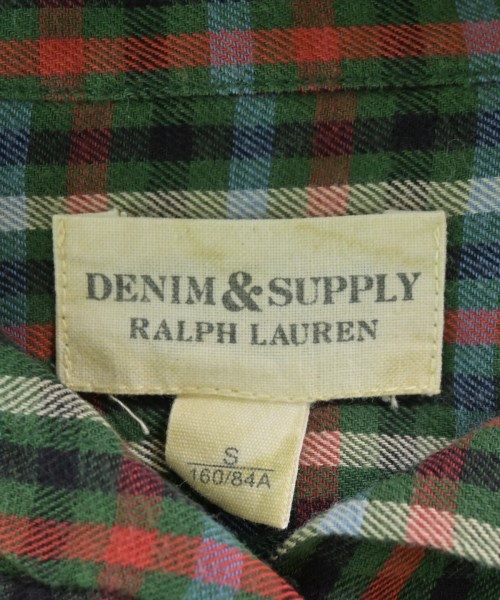 DENIM & SUPPLY
RALPH LAUREN
S
160/84A